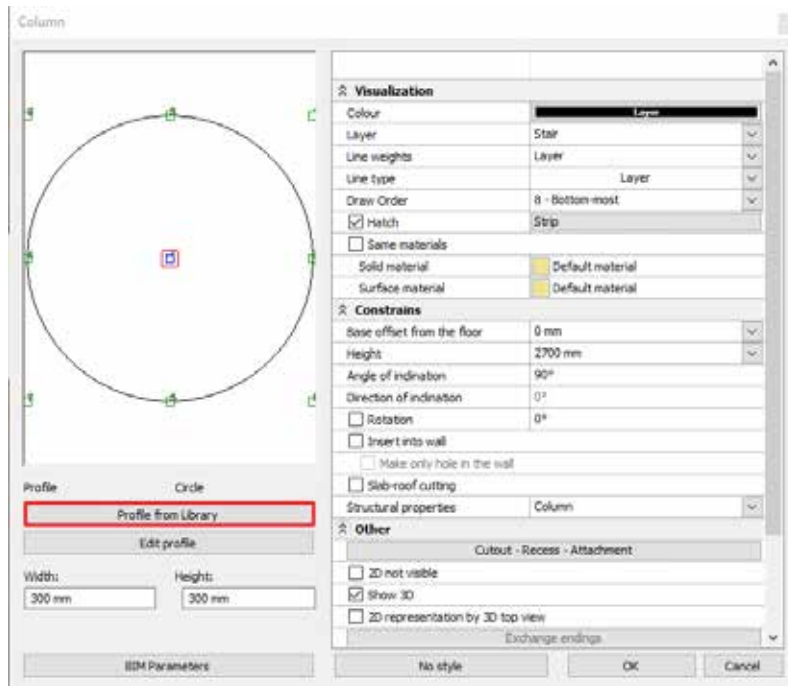 Column
Visualization
Colour Layer
Layer Stair
Line weights Layer
Line type Layer
Draw Order 8 - Bottom-most
Hatch Strip
Same materials
Solid material Default material
Surface material Default material
Constrains
Base offset from the floor 0 mm
Height 2700 mm
Angle of inclination 90°
Direction of inclination 0°
Rotation 0°
Insert into wall
Make only hole in the wall
Slab-roof cutting
Structural properties Column
Other
Cutout - Recess - Attachment
2D not visible
Show 3D
2D representation by 3D top view
Exchange endings
Profile Circle
Profile from Library
Edit profile
Width: Height:
300 mm 300 mm
BIM Parameters No style OK Cancel